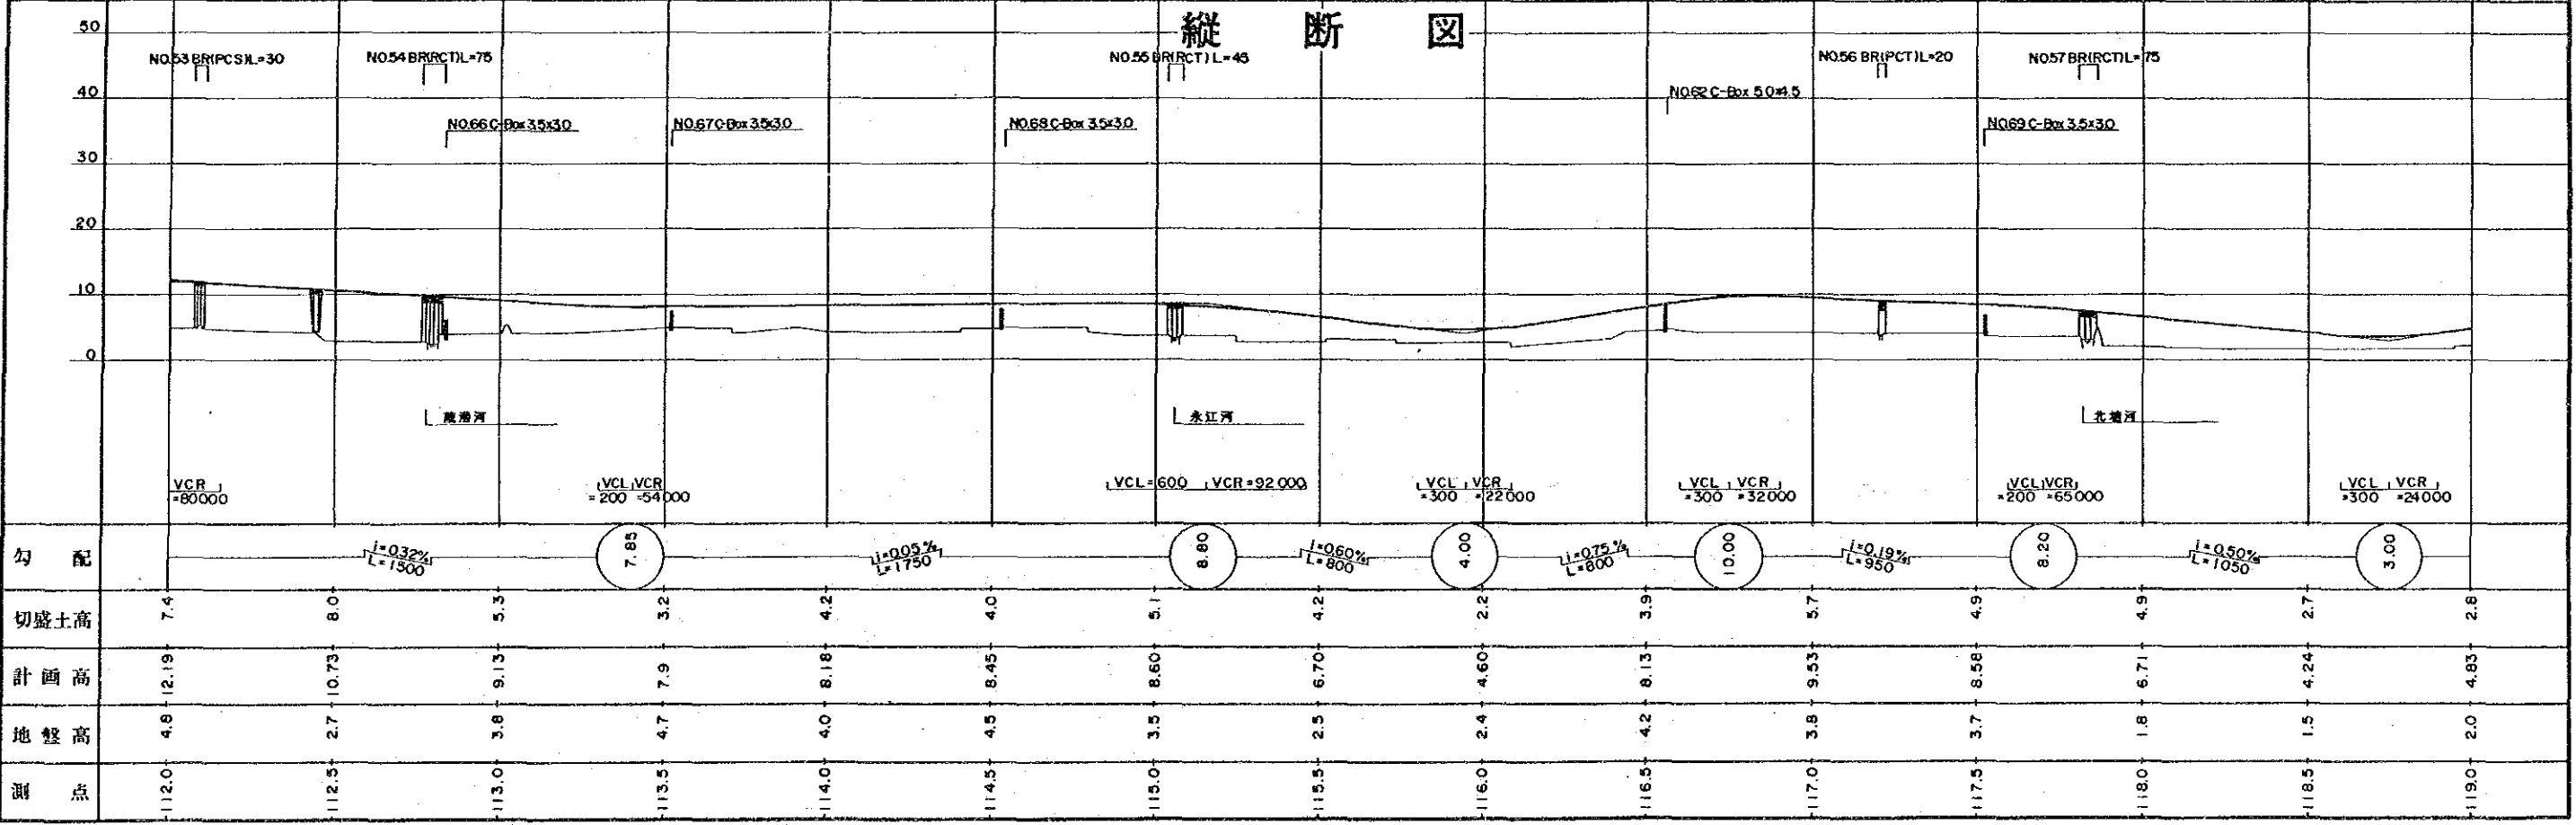 縦 断 図
50
40
30
20
10
0
NO.53 BR(PCS)L=30
NO.54 BR(RCT)L=75
NO.55 BR(RCT)L=45
NO.56 BR(PCT)L=20
NO.57 BR(RCT)L=75
NO.62 C-Box 5.0×4.5
NO.66 C-Box 3.5×3.0
NO.67 C-Box 3.5×3.0
NO.68 C-Box 3.5×3.0
NO.69 C-Box 3.5×3.0
永江河
北塘河
VCR
=80000
VCL VCR
=200 =54000
VCL=600 VCR=92000
VCL VCR
=300 =22000
VCL VCR
=300 =32000
VCL VCR
=200 =65000
VCL VCR
=300 =24000
勾 配
i=0.32%
L=1500
7.85
i=0.05%
L=1750
8.80
i=0.60%
L=800
4.00
i=0.75%
L=800
10.00
i=0.19%
L=950
8.20
i=0.50%
L=1050
3.00
切盛土高 7.4 8.0 5.3 3.2 4.2 4.0 5.1 4.2 2.2 3.9 5.7 4.9 4.9 2.7 2.8
計画高 12.19 10.73 9.13 7.9 8.18 8.45 8.60 6.70 4.60 8.13 9.53 8.58 6.71 4.24 4.83
地盤高 4.8 2.7 3.8 4.7 4.0 4.5 3.5 2.5 2.4 4.2 3.8 3.7 1.8 1.5 2.0
測 点 112.0 112.5 113.0 113.5 114.0 114.5 115.0 115.5 116.0 116.5 117.0 117.5 118.0 118.5 119.0